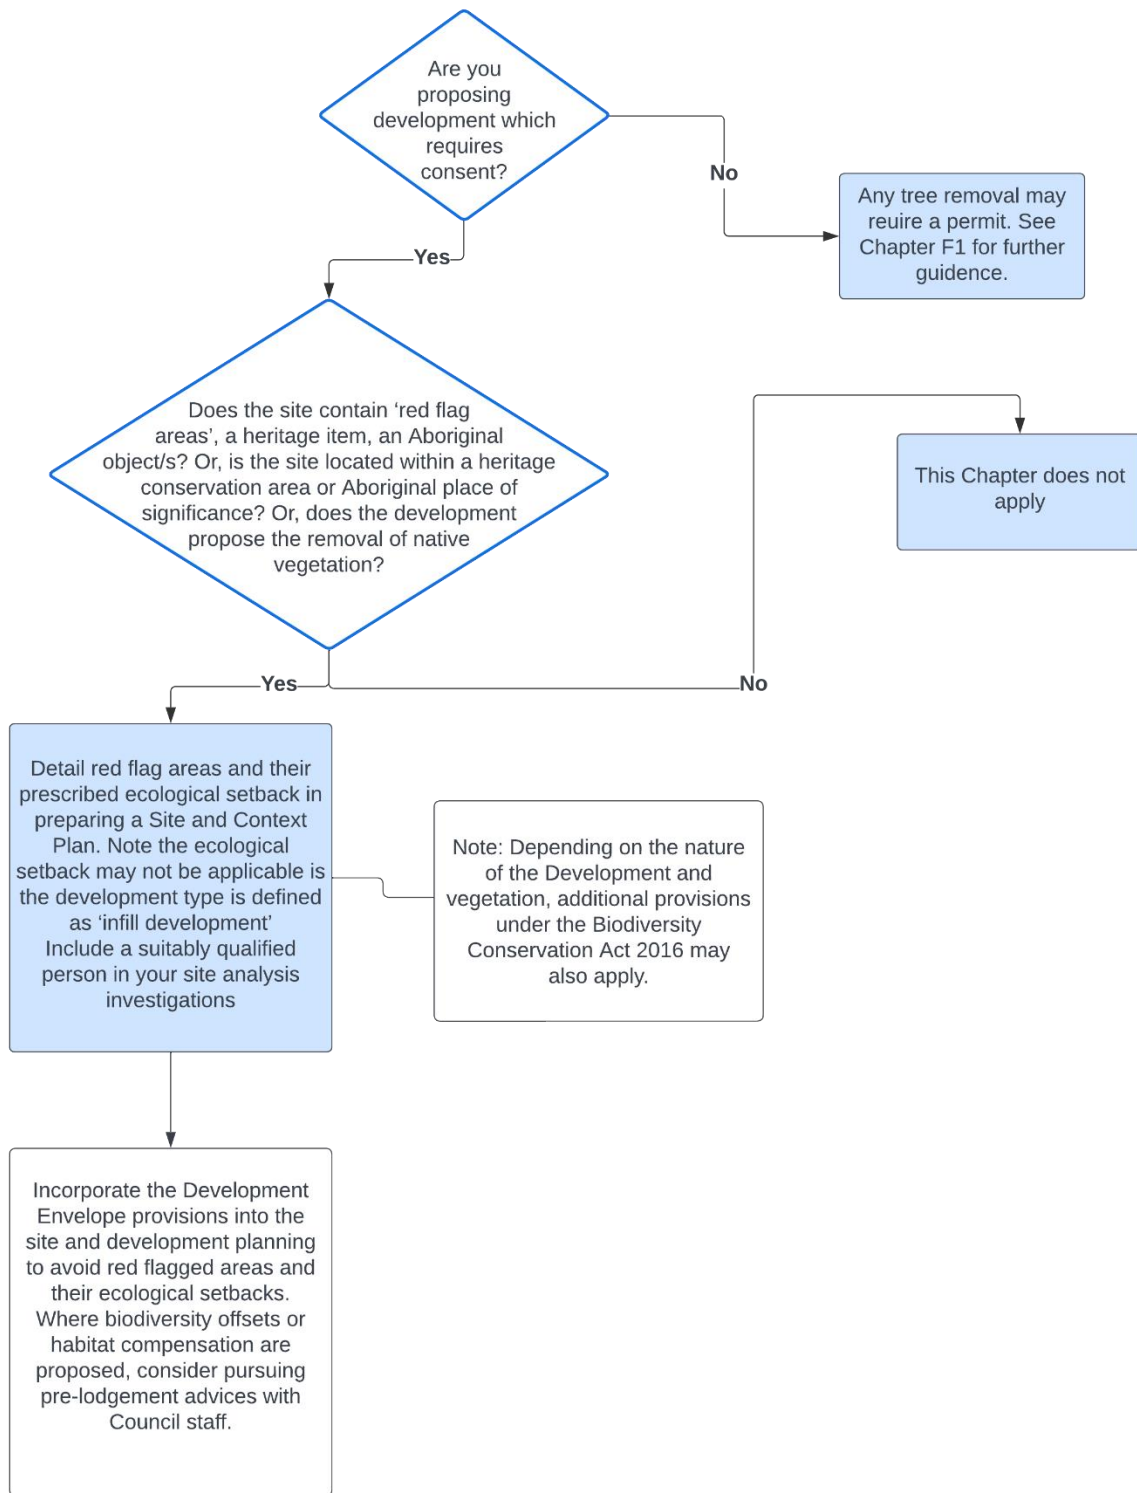 Are you
proposing
development which
requires
consent?
No
Any tree removal may
reuire a permit. See
Chapter F1 for further
guidence.
Yes
Does the site contain ‘red flag
areas’, a heritage item, an Aboriginal
object/s? Or, is the site located within a heritage
conservation area or Aboriginal place of
significance? Or, does the development
propose the removal of native
vegetation?
This Chapter does not
apply
Yes
No
Detail red flag areas and their
prescribed ecological setback in
preparing a Site and Context
Plan. Note the ecological
setback may not be applicable is
the development type is defined
as ‘infill development’
Include a suitably qualified
person in your site analysis
investigations
Note: Depending on the nature
of the Development and
vegetation, additional provisions
under the Biodiversity
Conservation Act 2016 may
also apply.
Incorporate the Development
Envelope provisions into the
site and development planning
to avoid red flagged areas and
their ecological setbacks.
Where biodiversity offsets or
habitat compensation are
proposed, consider pursuing
pre-lodgement advices with
Council staff.